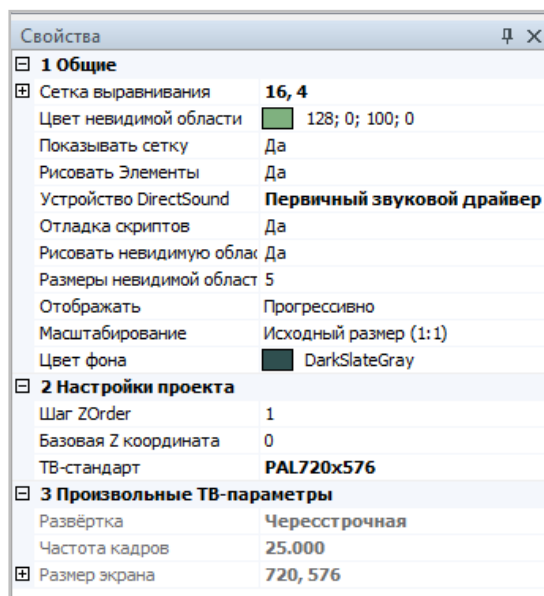 Свойства
1 Общие
Сетка выравнивания 16, 4
Цвет невидимой области 128; 0; 100; 0
Показывать сетку Да
Рисовать Элементы Да
Устройство DirectSound Первичный звуковой драйвер
Отладка скриптов Да
Рисовать невидимую облас Да
Размеры невидимой област 5
Отображать Прогрессивно
Масштабирование Исходный размер (1:1)
Цвет фона DarkSlateGray
2 Настройки проекта
Шаг ZOrder 1
Базовая Z координата 0
ТВ-стандарт PAL720x576
3 Произвольные ТВ-параметры
Развёртка Чересстрочная
Частота кадров 25.000
Размер экрана 720, 576